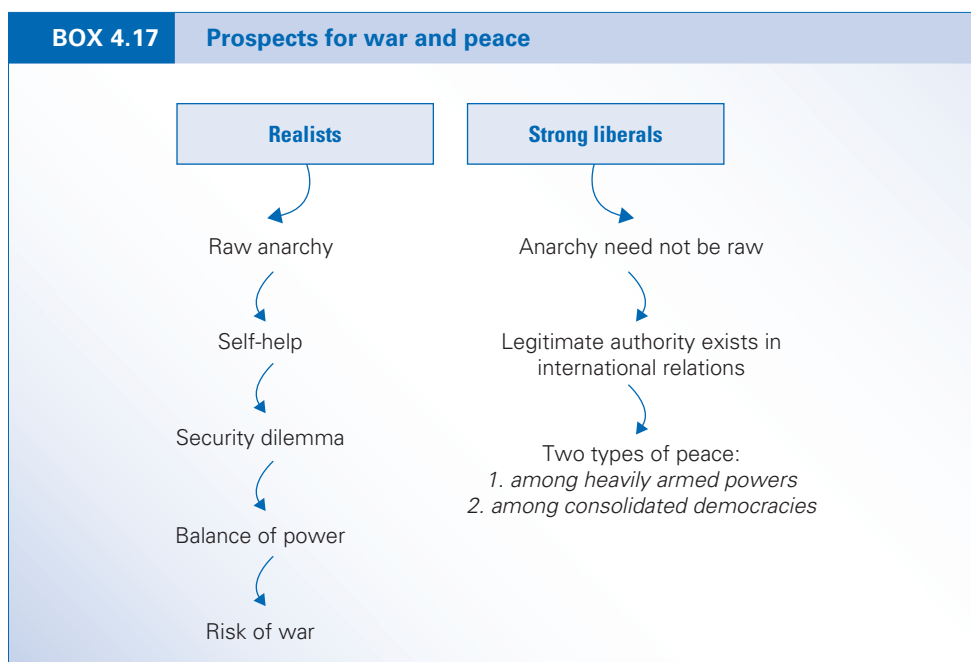 BOX 4.17 Prospects for war and peace
Realists
Raw anarchy
Self-help
Security dilemma
Balance of power
Risk of war
Strong liberals
Anarchy need not be raw
Legitimate authority exists in
international relations
Two types of peace:
1. among heavily armed powers
2. among consolidated democracies